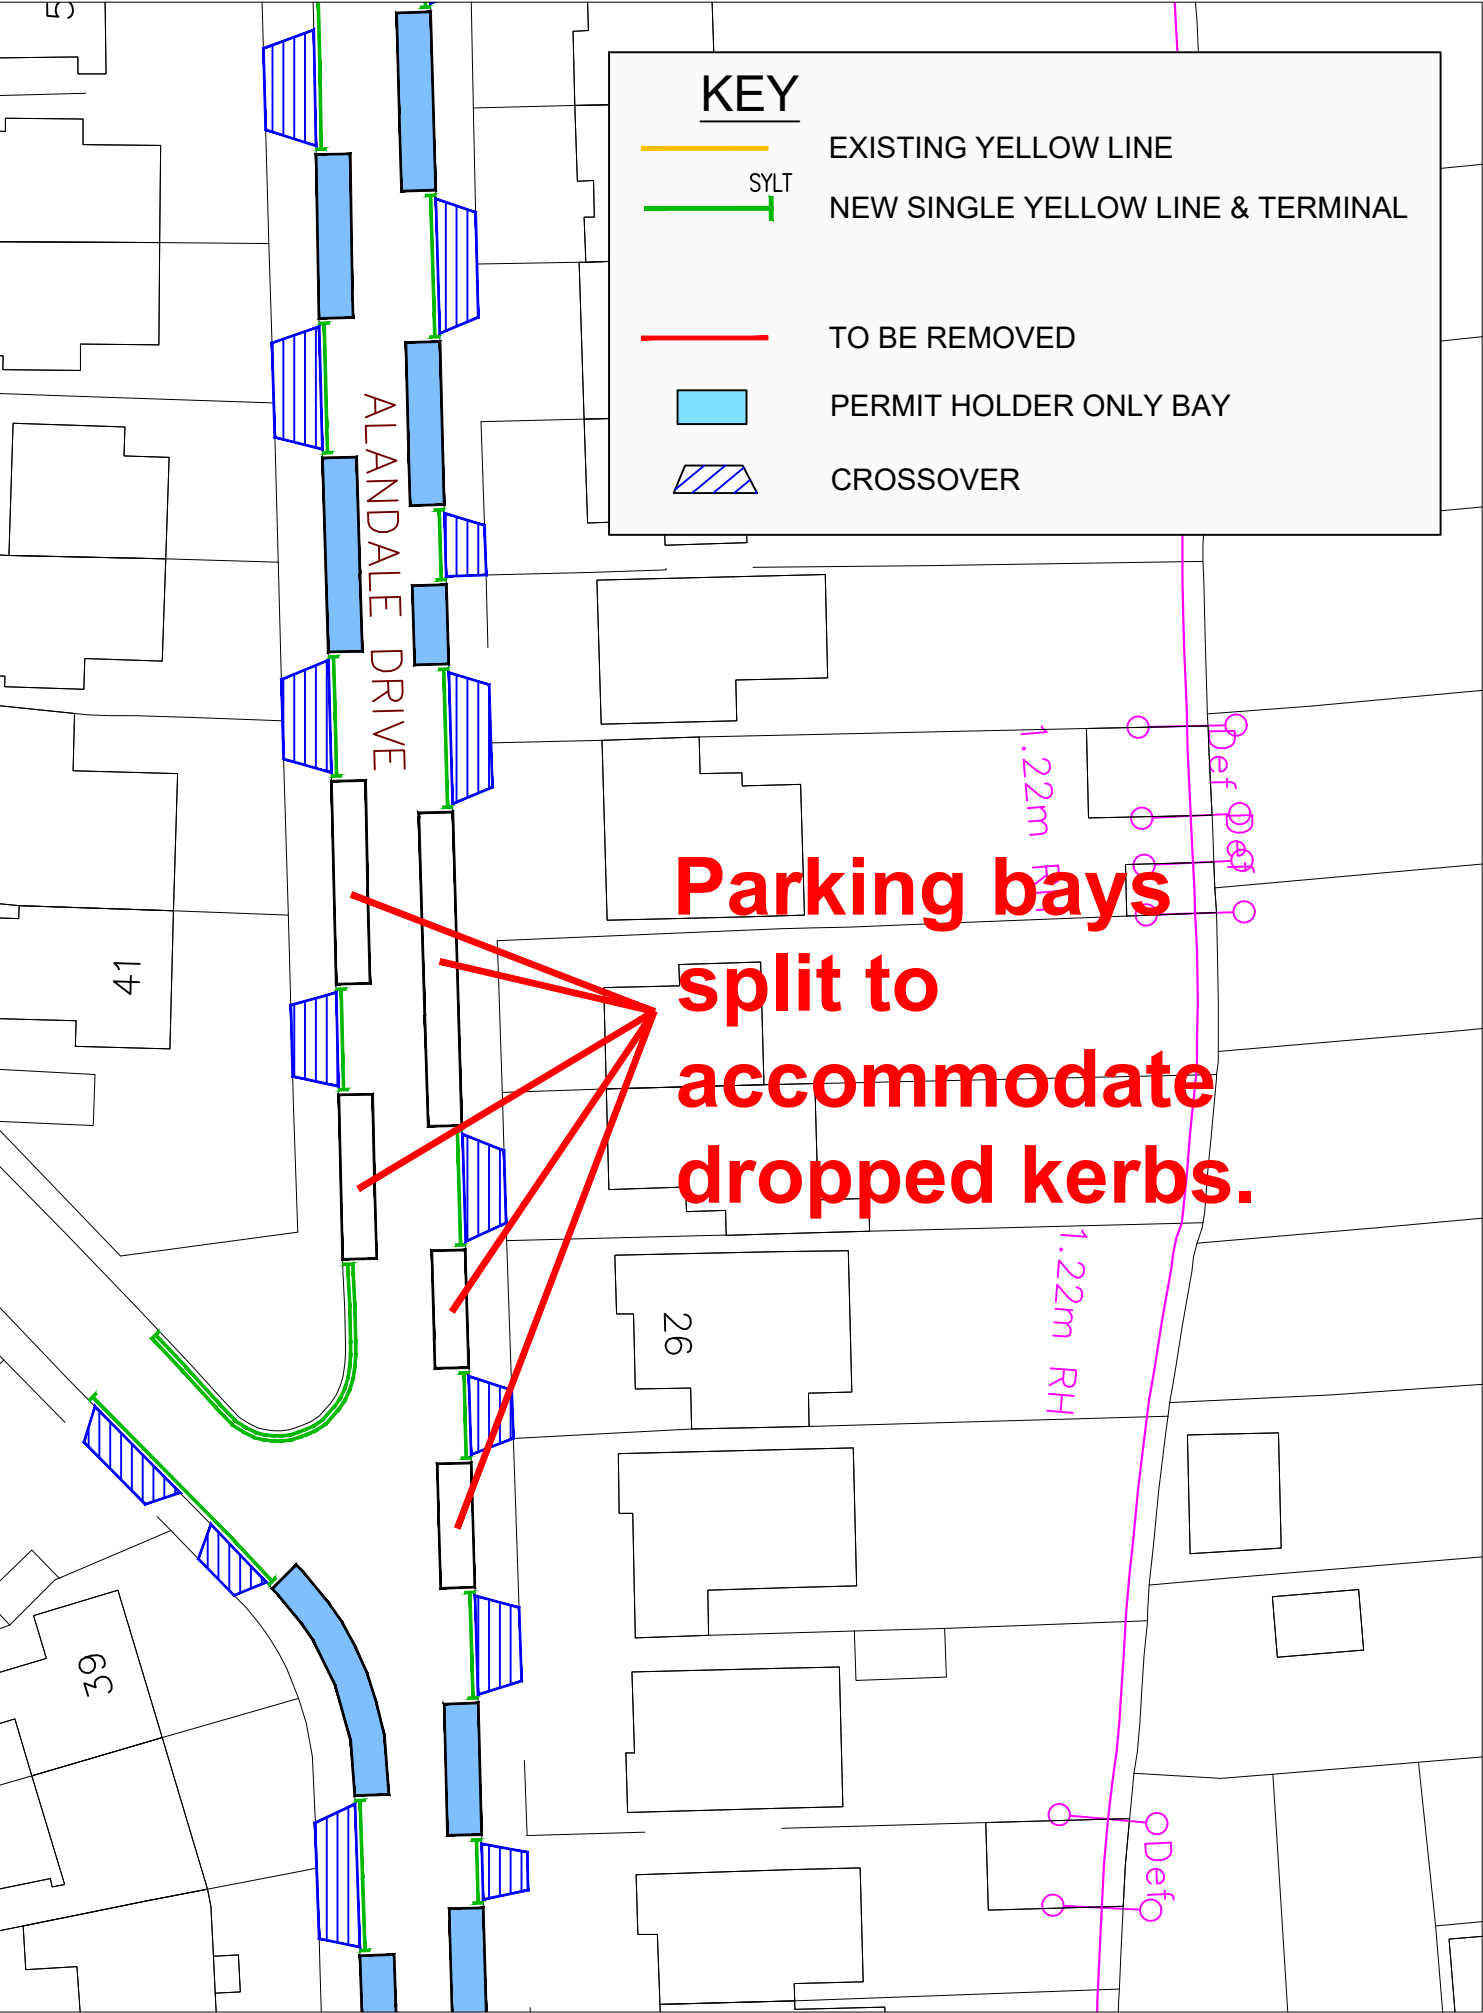 KEY
EXISTING YELLOW LINE
SYLT
NEW SINGLE YELLOW LINE & TERMINAL
TO BE REMOVED
PERMIT HOLDER ONLY BAY
CROSSOVER
5
ALANDALE DRIVE
1.22m RH
Def
Def
Parking bays
split to
accommodate
dropped kerbs.
41
26
1.22m RH
39
Def